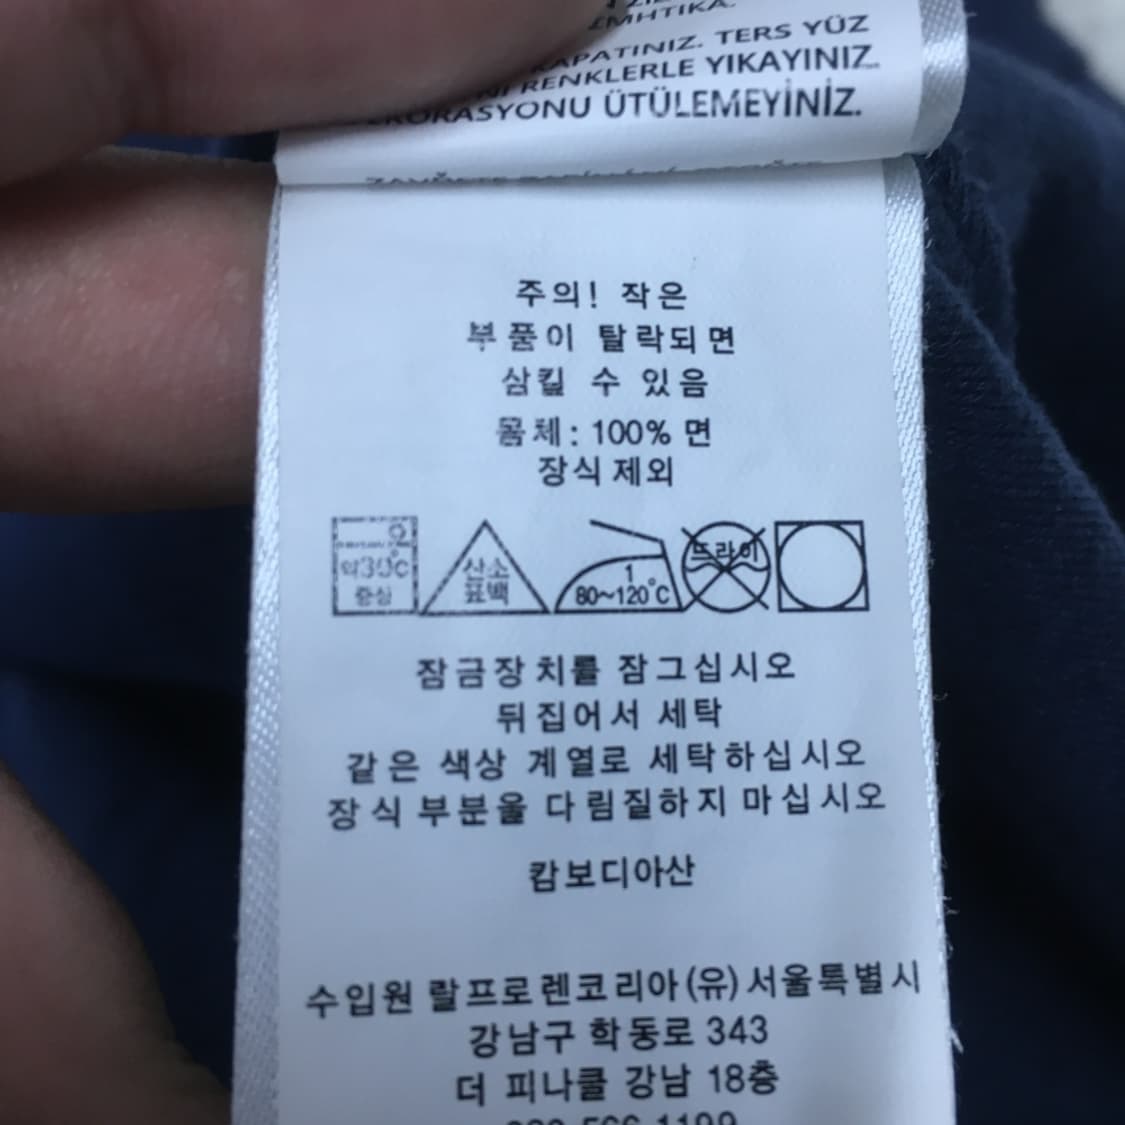 ΕΜΗΤΙΚΑ.
KAPATINIZ. TERS YÜZ
RENKLERLE YIKAYINIZ.
ÜTÜLEMEYİNİZ.
주의! 작은
부품이 탈락되면
삼킬 수 있음
몸체: 100% 면
장식 제외
약30°C
중성
산소
표백
1
80~120°C
드라이
잠금장치를 잠그십시오
뒤집어서 세탁
같은 색상 계열로 세탁하십시오
장식 부분을 다림질하지 마십시오
캄보디아산
수입원 랄프로렌코리아(유)서울특별시
강남구 학동로 343
더 피나클 강남 18층